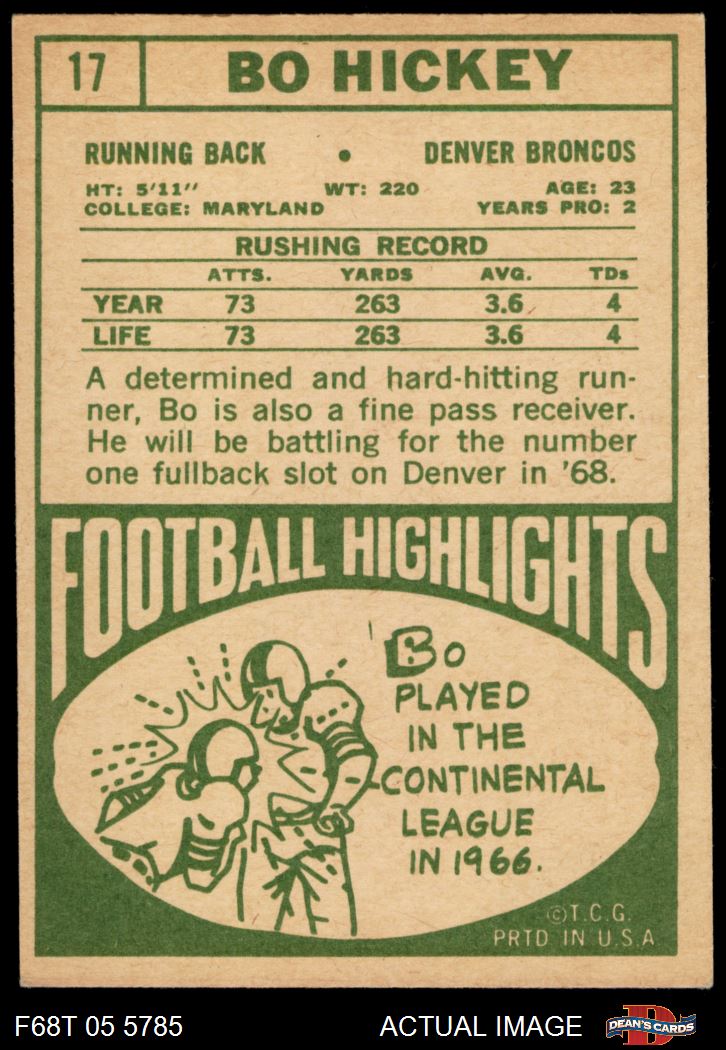 17 BO HICKEY
RUNNING BACK • DENVER BRONCOS
HT: 5'11" WT: 220 AGE: 23
COLLEGE: MARYLAND YEARS PRO: 2
RUSHING RECORD
ATTS. YARDS AVG. TDs
YEAR 73 263 3.6 4
LIFE 73 263 3.6 4
A determined and hard-hitting run-
ner, Bo is also a fine pass receiver.
He will be battling for the number
one fullback slot on Denver in '68.
FOOTBALL HIGHLIGHTS
BO
PLAYED
IN THE
CONTINENTAL
LEAGUE
IN 1966.
©T.C.G.
PRTD IN U.S.A
F68T 05 5785 ACTUAL IMAGE D DEAN'S CARDS